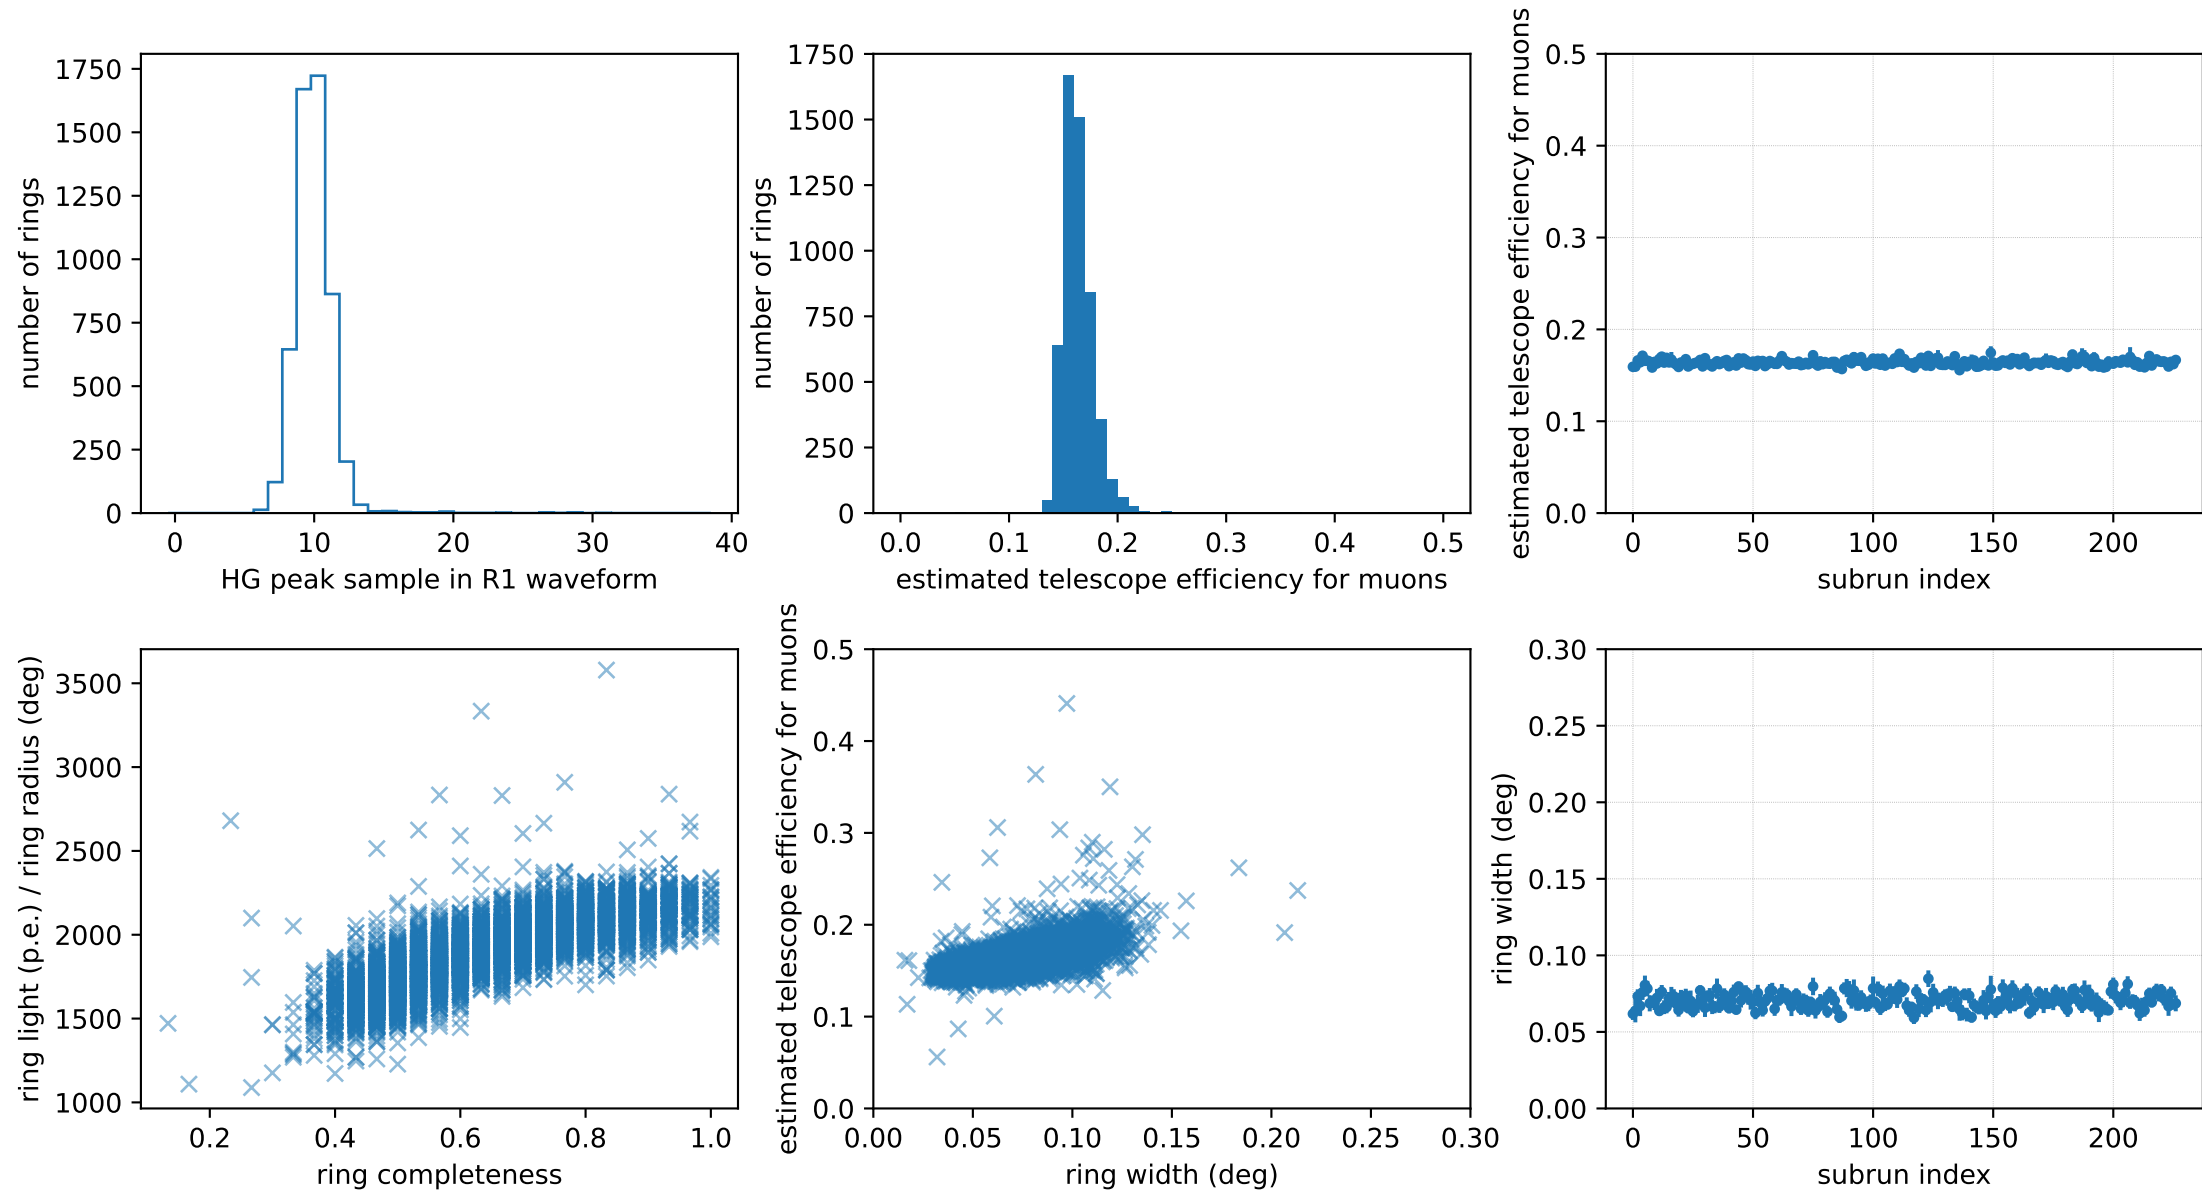 1750
1500
1250
1000
750
500
250
0
number of rings
0 10 20 30 40
HG peak sample in R1 waveform
1750
1500
1250
1000
750
500
250
0
number of rings
0.0 0.1 0.2 0.3 0.4 0.5
estimated telescope efficiency for muons
0.5
0.4
0.3
0.2
0.1
0.0
estimated telescope efficiency for muons
0 50 100 150 200
subrun index
3500
3000
2500
2000
1500
1000
ring light (p.e.) / ring radius (deg)
0.2 0.4 0.6 0.8 1.0
ring completeness
0.5
0.4
0.3
0.2
0.1
0.0
estimated telescope efficiency for muons
0.00 0.05 0.10 0.15 0.20 0.25 0.30
ring width (deg)
0.30
0.25
0.20
0.15
0.10
0.05
0.00
ring width (deg)
0 50 100 150 200
subrun index